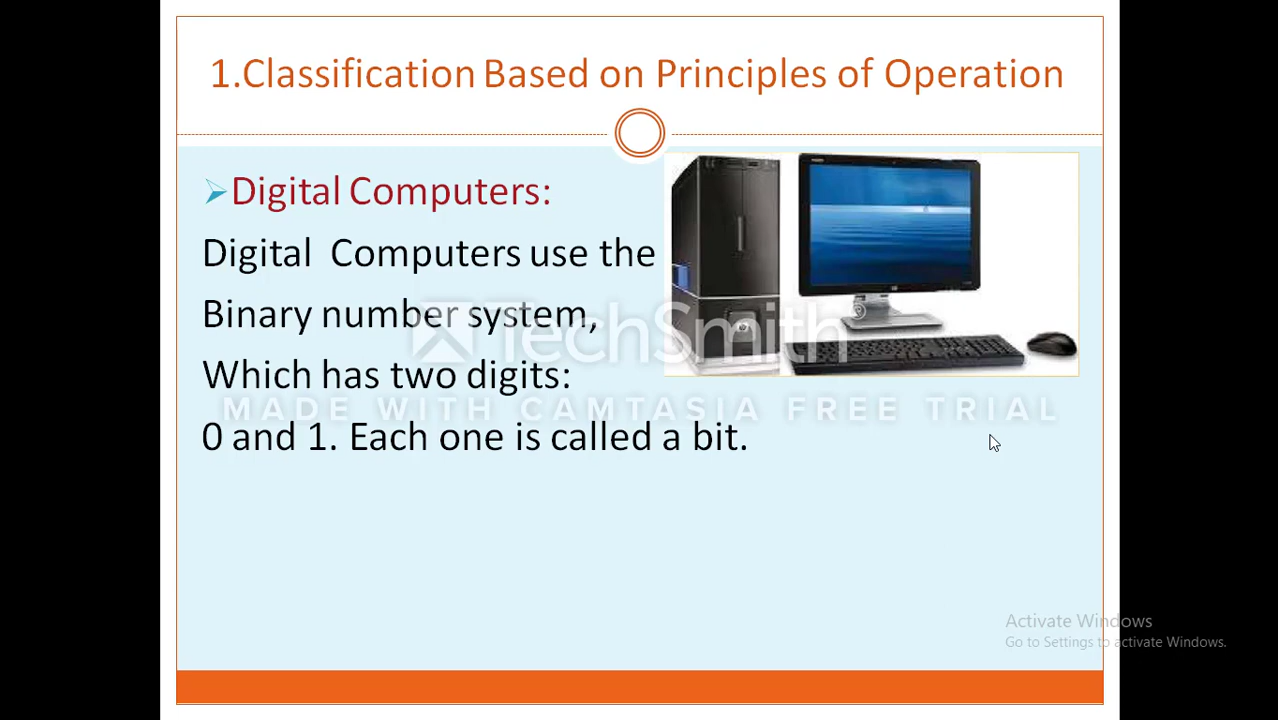 1.Classification Based on Principles of Operation
Digital Computers:
Digital Computers use the
Binary number system,
Which has two digits:
0 and 1. Each one is called a bit.
TechSmith
MADE WITH CAMTASIA FREE TRIAL
Activate Windows
Go to Settings to activate Windows.